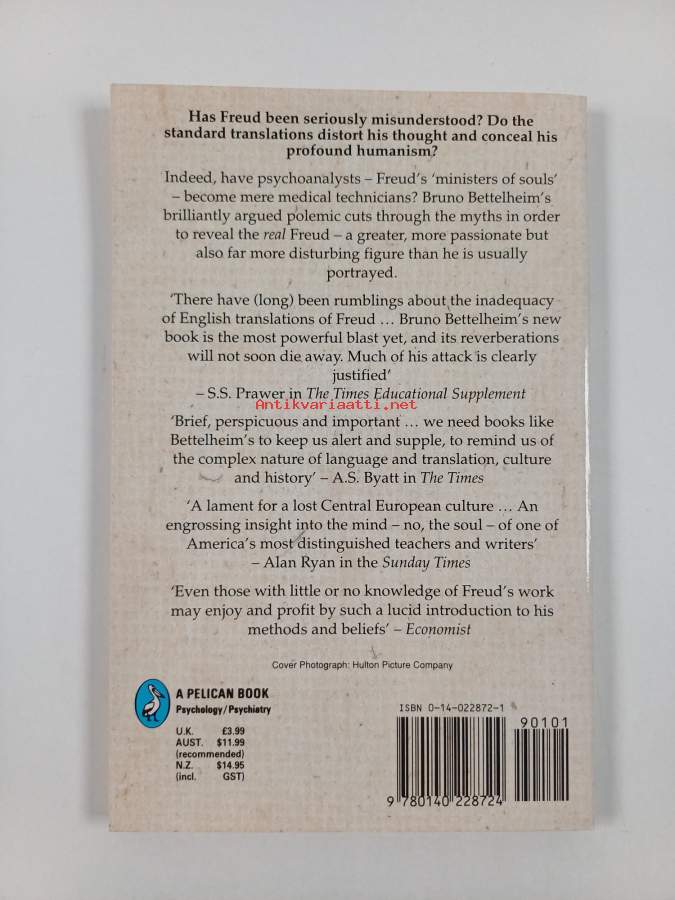 Has Freud been seriously misunderstood? Do the
standard translations distort his thought and conceal his
profound humanism?
Indeed, have psychoanalysts – Freud's 'ministers of souls'
– become mere medical technicians? Bruno Bettelheim's
brilliantly argued polemic cuts through the myths in order
to reveal the real Freud – a greater, more passionate but
also far more disturbing figure than he is usually
portrayed.
'There have (long) been rumblings about the inadequacy
of English translations of Freud ... Bruno Bettelheim's new
book is the most powerful blast yet, and its reverberations
will not soon die away. Much of his attack is clearly
justified'
– S.S. Prawer in The Times Educational Supplement
Antikvariaatti.net
'Brief, perspicuous and important ... we need books like
Bettelheim's to keep us alert and supple, to remind us of
the complex nature of language and translation, culture
and history' – A.S. Byatt in The Times
'A lament for a lost Central European culture ... An
engrossing insight into the mind – no, the soul – of one of
America's most distinguished teachers and writers'
– Alan Ryan in the Sunday Times
'Even those with little or no knowledge of Freud's work
may enjoy and profit by such a lucid introduction to his
methods and beliefs' – Economist
Cover Photograph: Hulton Picture Company
A PELICAN BOOK
Psychology/Psychiatry
U.K. £3.99
AUST. $11.99
(recommended)
N.Z. $14.95
(incl. GST)
ISBN 0-14-022872-1
90101
9 780140 228724